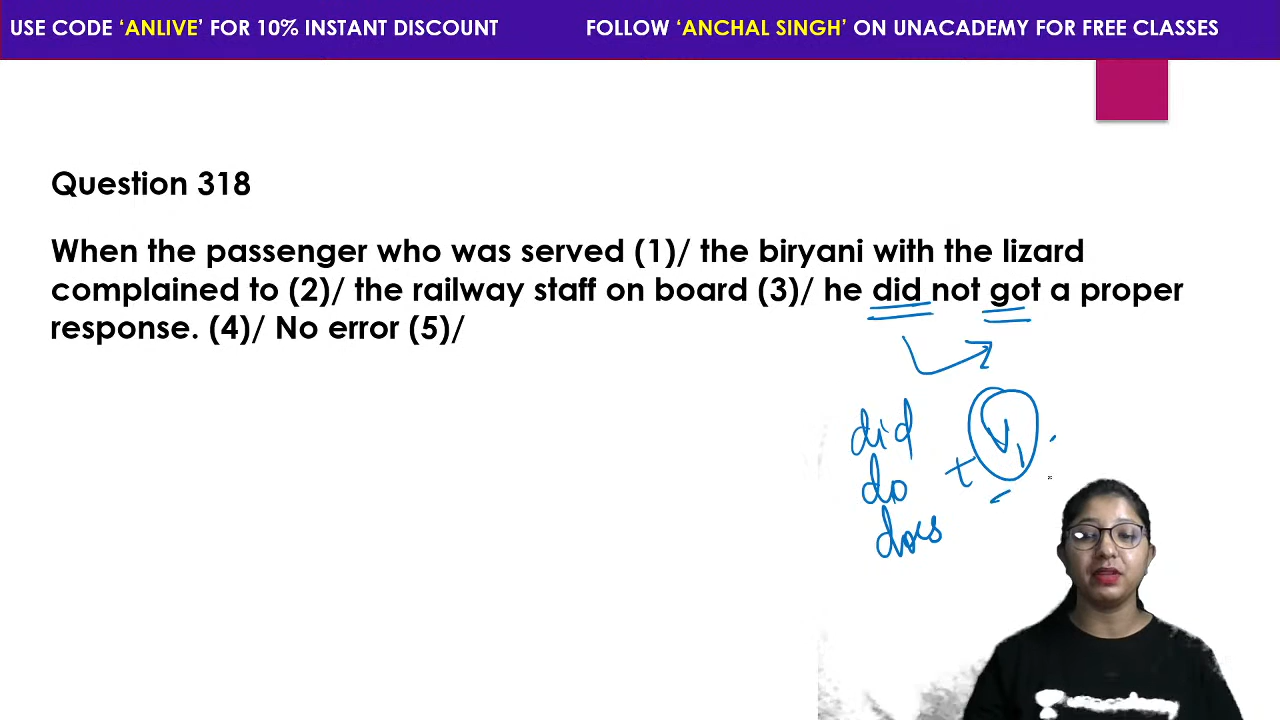 USE CODE ‘ANLIVE’ FOR 10% INSTANT DISCOUNT FOLLOW ‘ANCHAL SINGH’ ON UNACADEMY FOR FREE CLASSES
Question 318
When the passenger who was served (1)/ the biryani with the lizard
complained to (2)/ the railway staff on board (3)/ he did not got a proper
response. (4)/ No error (5)/
did
do + V1
does